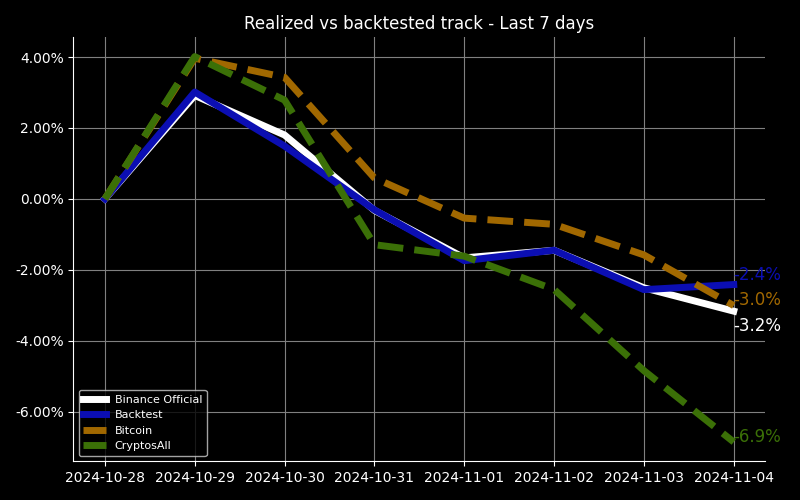 Realized vs backtested track - Last 7 days
4.00%
2.00%
0.00%
-2.00%
-4.00%
-6.00%
-2.4%
-3.0%
-3.2%
-6.9%
Binance Official
Backtest
Bitcoin
CryptosAll
2024-10-28 2024-10-29 2024-10-30 2024-10-31 2024-11-01 2024-11-02 2024-11-03 2024-11-04